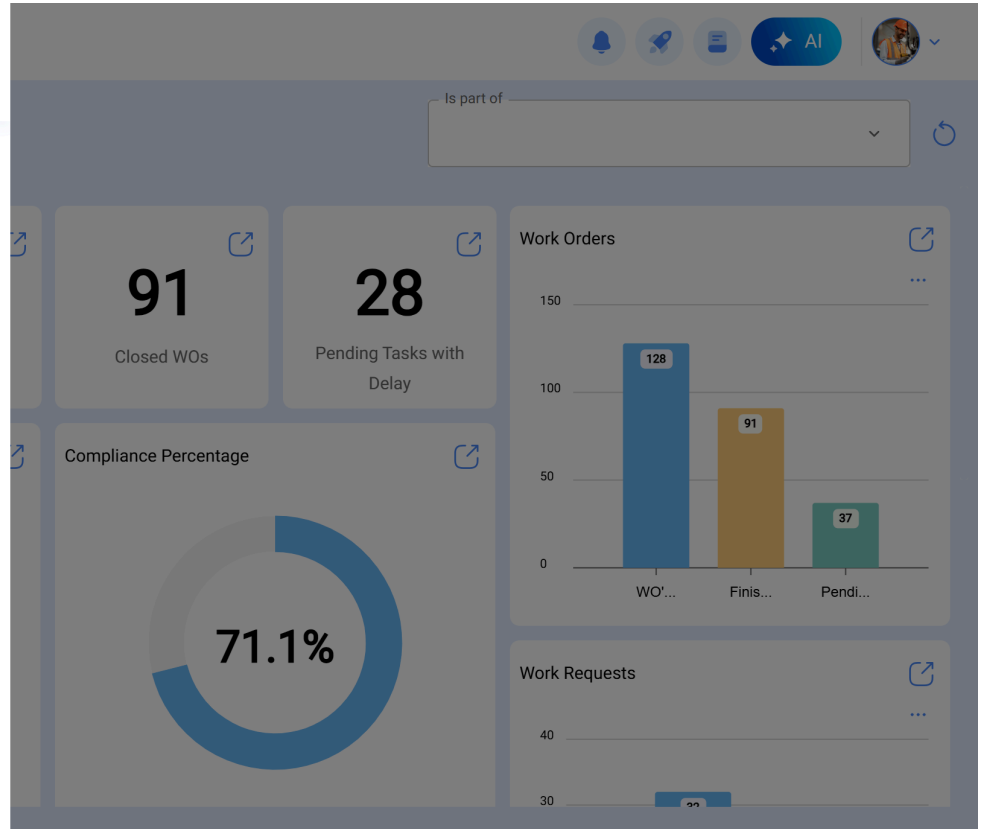 AI
Is part of
91
Closed WOs
28
Pending Tasks with
Delay
Work Orders
150
100
50
0
128
91
37
WO'...
Finis...
Pendi...
Compliance Percentage
71.1%
Work Requests
40
30
32